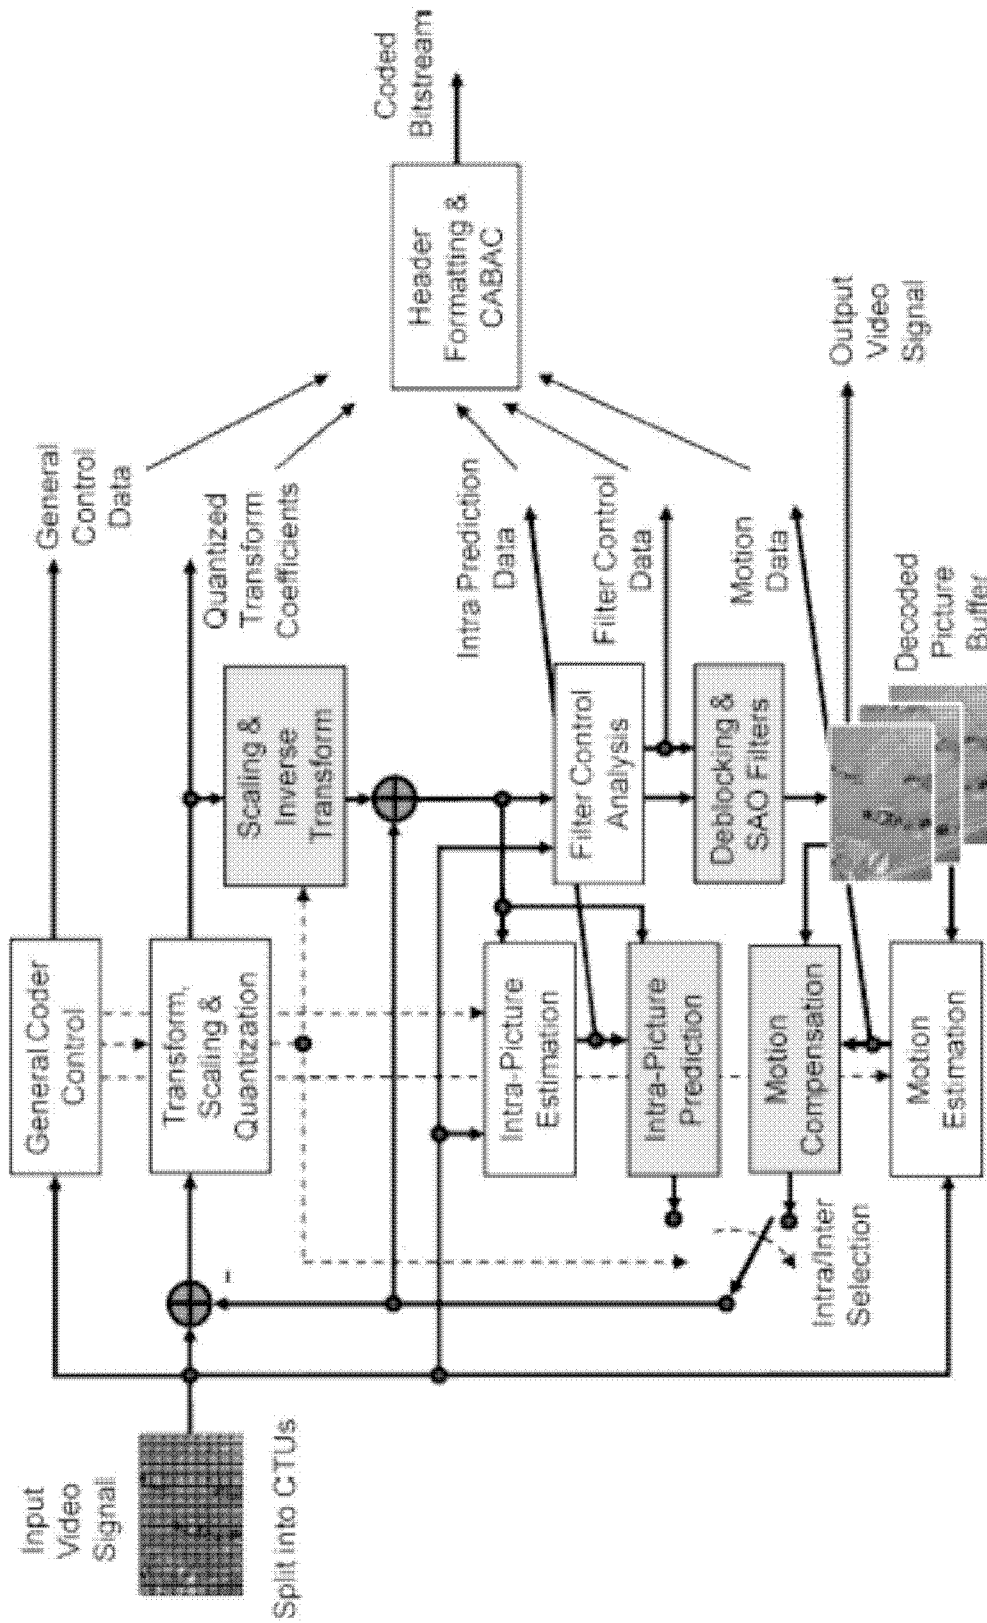 Input
Video
Signal
Split into CTUs
General Coder
Control
Transform,
Scaling &
Quantization
Scaling &
Inverse
Transform
Intra-Picture
Estimation
Intra-Picture
Prediction
Motion
Compensation
Motion
Estimation
Intra/Inter
Selection
-
Filter Control
Analysis
Deblocking &
SAO Filters
Decoded
Picture
Buffer
General
Control
Data
Quantized
Transform
Coefficients
Intra Prediction
Data
Filter Control
Data
Motion
Data
Header
Formatting &
CABAC
Coded
Bitstream
Output
Video
Signal